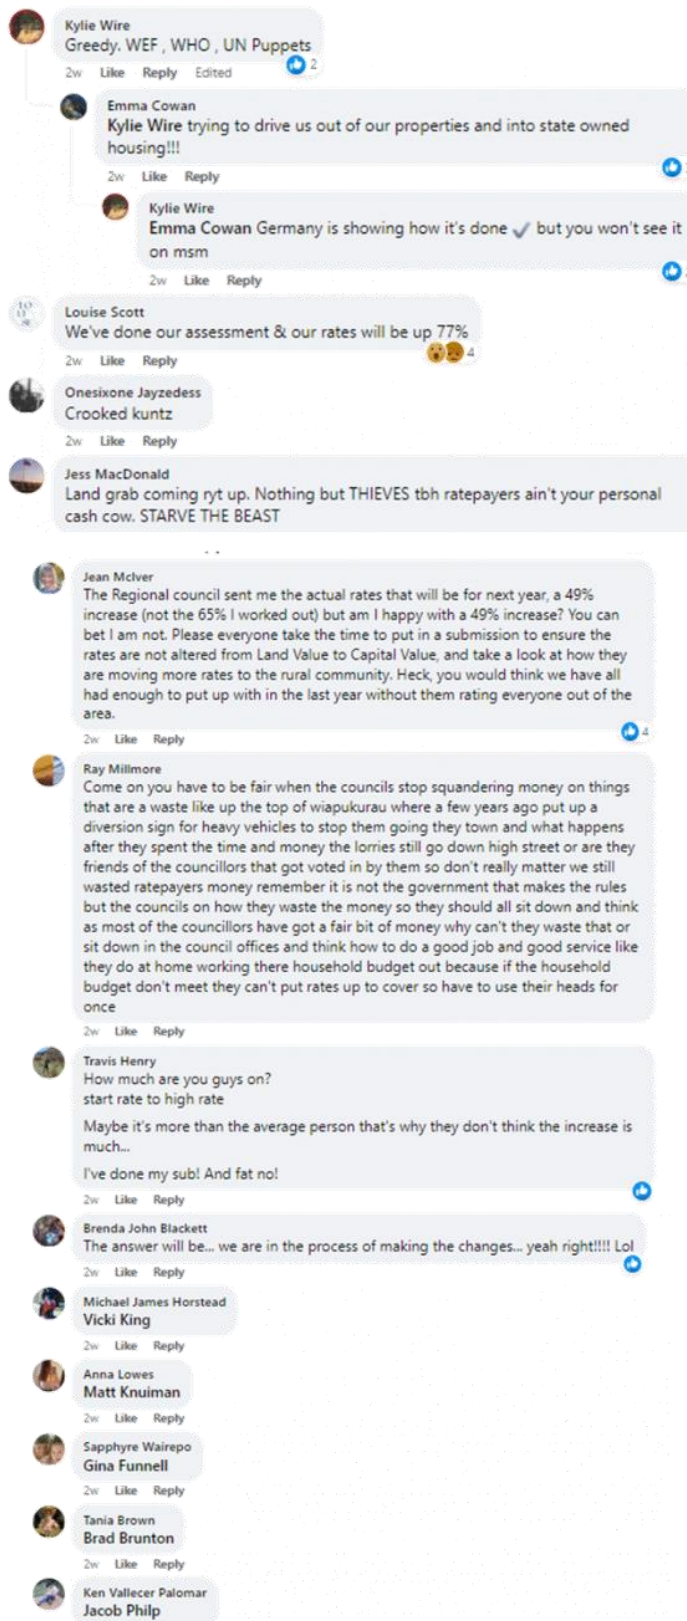 Kylie Wire
Greedy. WEF , WHO , UN Puppets
2w Like Reply Edited 2
Emma Cowan
Kylie Wire trying to drive us out of our properties and into state owned
housing!!!
2w Like Reply
Kylie Wire
Emma Cowan Germany is showing how it's done ✔ but you won't see it
on msm
2w Like Reply
Louise Scott
We've done our assessment & our rates will be up 77%
2w Like Reply 4
Onesixone Jayzedess
Crooked kuntz
2w Like Reply
Jess MacDonald
Land grab coming ryt up. Nothing but THIEVES tbh ratepayers ain't your personal
cash cow. STARVE THE BEAST
Jean McIver
The Regional council sent me the actual rates that will be for next year, a 49%
increase (not the 65% I worked out) but am I happy with a 49% increase? You can
bet I am not. Please everyone take the time to put in a submission to ensure the
rates are not altered from Land Value to Capital Value, and take a look at how they
are moving more rates to the rural community. Heck, you would think we have all
had enough to put up with in the last year without them rating everyone out of the
area.
2w Like Reply 4
Ray Millmore
Come on you have to be fair when the councils stop squandering money on things
that are a waste like up the top of wiapukurau where a few years ago put up a
diversion sign for heavy vehicles to stop them going they town and what happens
after they spent the time and money the lorries still go down high street or are they
friends of the councillors that got voted in by them so don't really matter we still
wasted ratepayers money remember it is not the government that makes the rules
but the councils on how they waste the money so they should all sit down and think
as most of the councillors have got a fair bit of money why can't they waste that or
sit down in the council offices and think how to do a good job and good service like
they do at home working there household budget out because if the household
budget don't meet they can't put rates up to cover so have to use their heads for
once
2w Like Reply
Travis Henry
How much are you guys on?
start rate to high rate
Maybe it's more than the average person that's why they don't think the increase is
much...
I've done my sub! And fat no!
2w Like Reply
Brenda John Blackett
The answer will be... we are in the process of making the changes... yeah right!!!! Lol
2w Like Reply
Michael James Horstead
Vicki King
2w Like Reply
Anna Lowes
Matt Knuiman
2w Like Reply
Sapphyre Wairepo
Gina Funnell
2w Like Reply
Tania Brown
Brad Brunton
2w Like Reply
Ken Vallecer Palomar
Jacob Philp